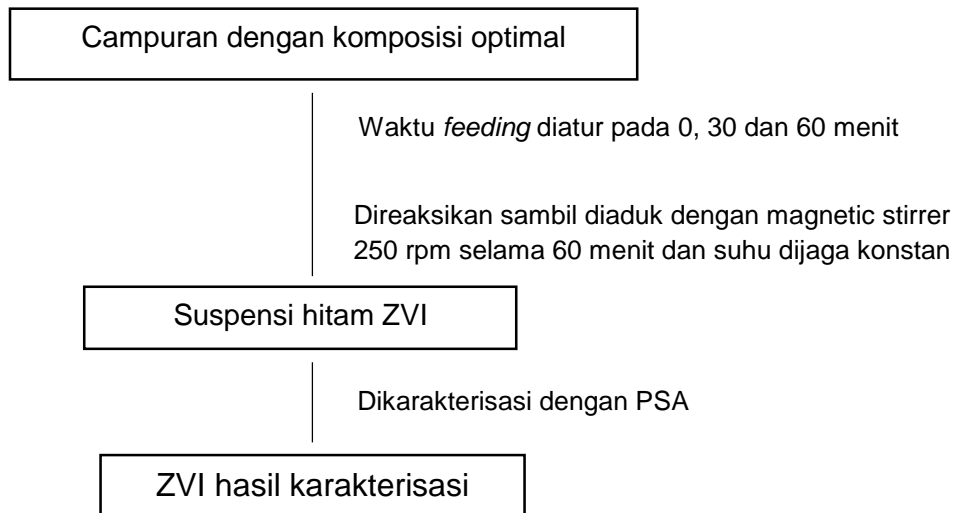 Campuran dengan komposisi optimal
Waktu feeding diatur pada 0, 30 dan 60 menit
Direaksikan sambil diaduk dengan magnetic stirrer
250 rpm selama 60 menit dan suhu dijaga konstan
Suspensi hitam ZVI
Dikarakterisasi dengan PSA
ZVI hasil karakterisasi